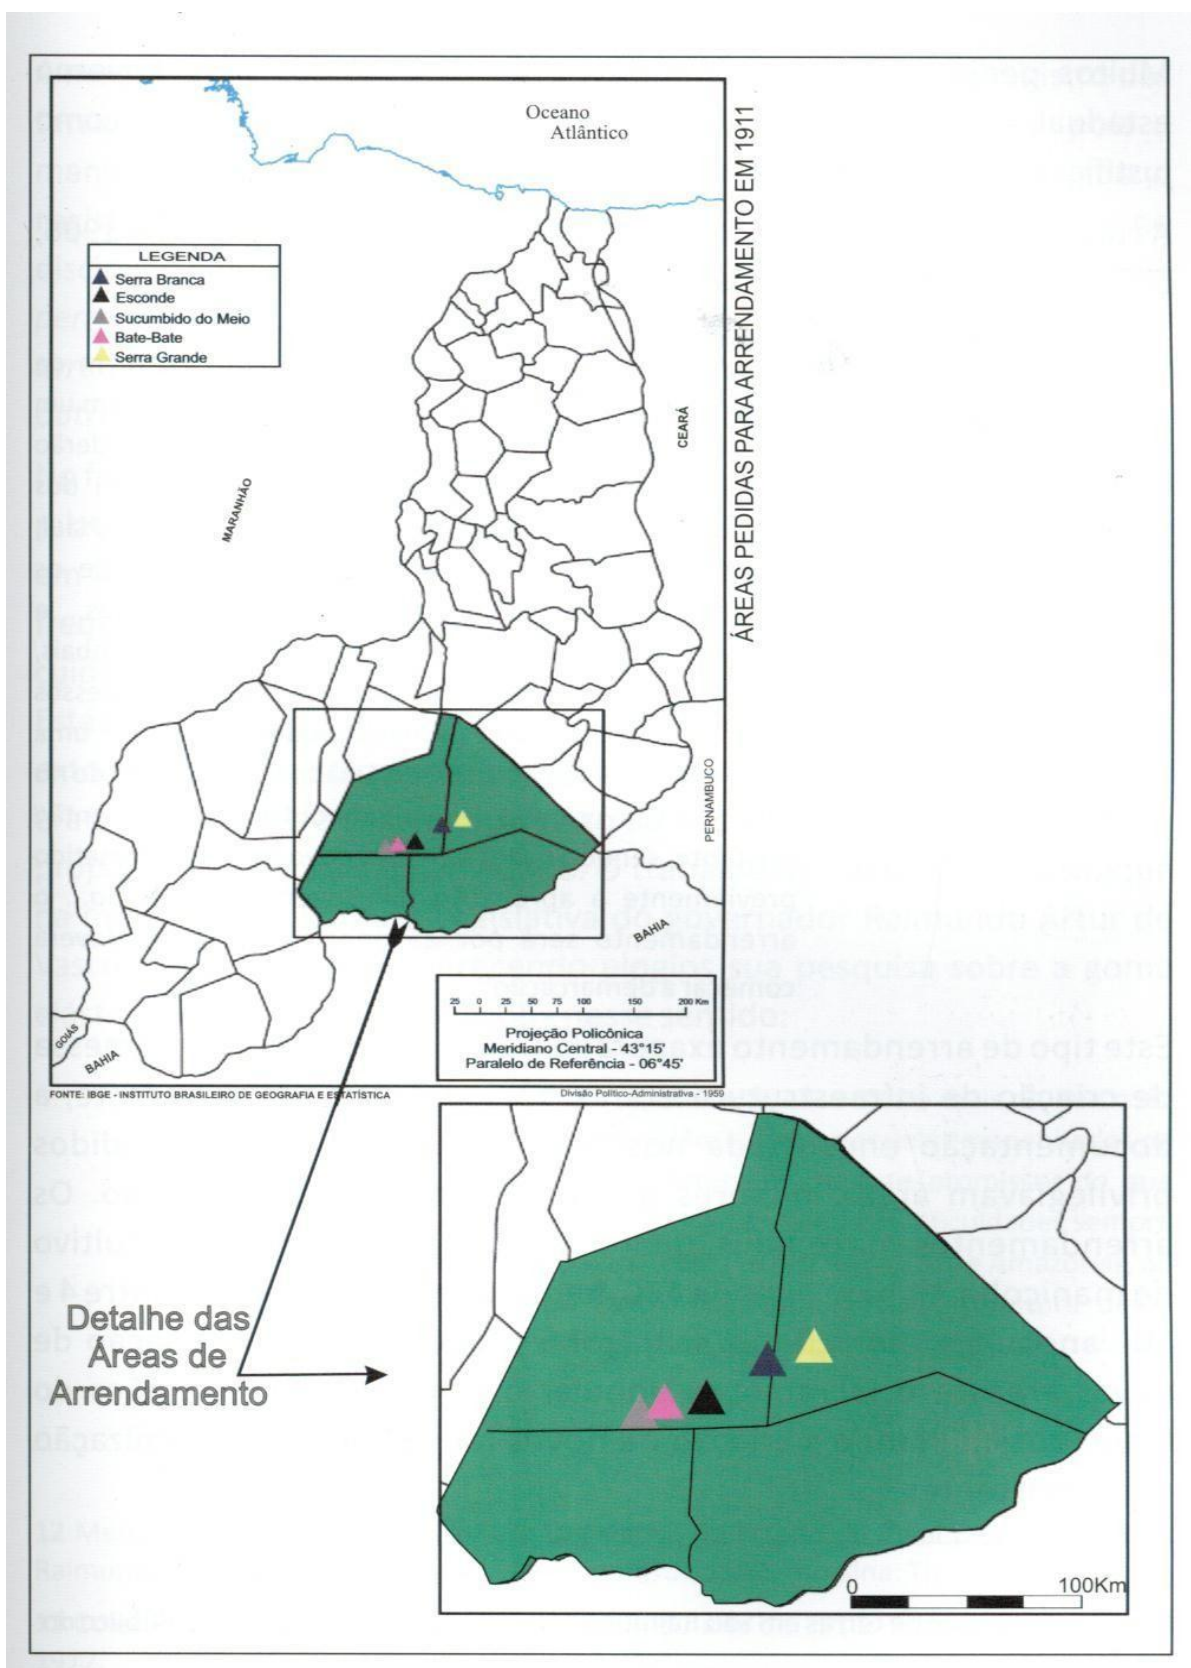 Oceano
Atlântico
ÁREAS PEDIDAS PARA ARRENDAMENTO EM 1911
LEGENDA
Serra Branca
Esconde
Sucumbido do Meio
Bate-Bate
Serra Grande
CEARÁ
MARANHÃO
PERNAMBUCO
BAHIA
GOIÁS
BAHIA
25 0 25 50 75 100 150 200 Km
Projeção Policônica
Meridiano Central - 43°15'
Paralelo de Referência - 06°45'
FONTE: IBGE - INSTITUTO BRASILEIRO DE GEOGRAFIA E ESTATÍSTICA
Divisão Político-Administrativa - 1959
Detalhe das
Áreas de
Arrendamento
0 100Km